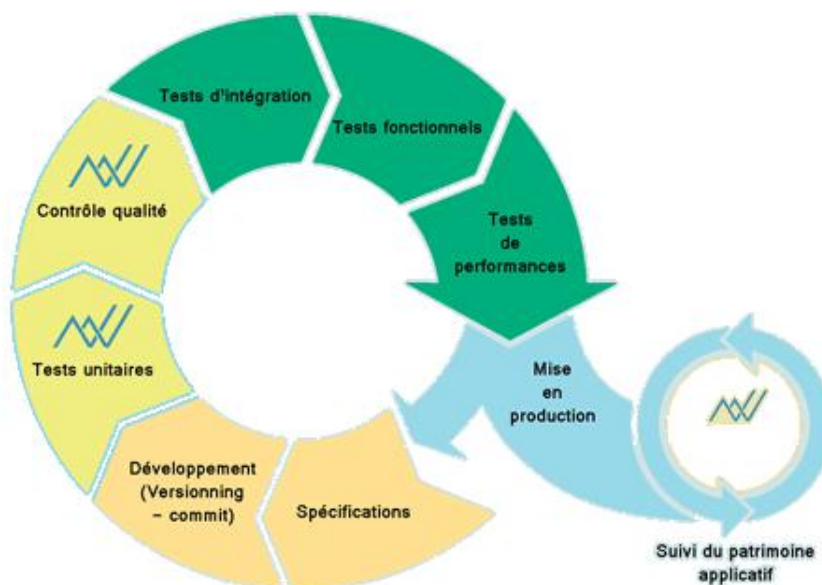 Tests d'intégration
Tests fonctionnels
Tests
de
performances
Contrôle qualité
Tests unitaires
Développement
(Versionning
– commit)
Spécifications
Mise
en
production
Suivi du patrimoine
applicatif